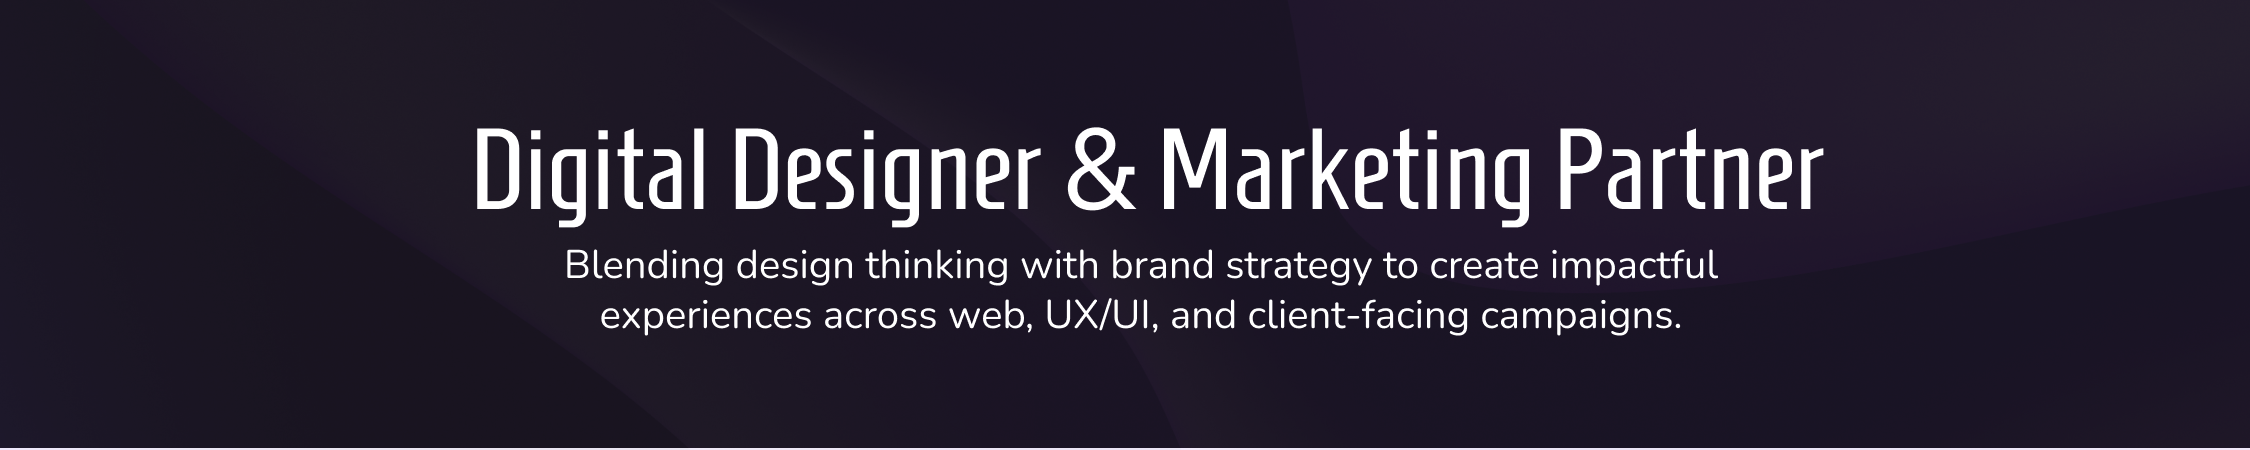 Digital Designer & Marketing Partner
Blending design thinking with brand strategy to create impactful
experiences across web, UX/UI, and client-facing campaigns.